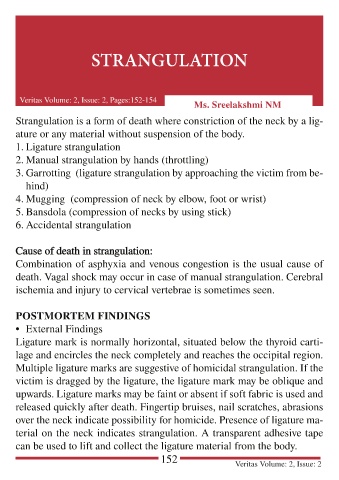 STRANGULATION
Veritas Volume: 2, Issue: 2, Pages:152-154
Ms. Sreelakshmi NM
Strangulation is a form of death where constriction of the neck by a lig-
ature or any material without suspension of the body.
1. Ligature strangulation
2. Manual strangulation by hands (throttling)
3. Garrotting  (ligature strangulation by approaching the victim from be-
hind)
4. Mugging  (compression of neck by elbow, foot or wrist)
5. Bansdola (compression of necks by using stick)
6. Accidental strangulation
Cause of death in strangulation:
Combination of asphyxia and venous congestion is the usual cause of
death. Vagal shock may occur in case of manual strangulation. Cerebral
ischemia and injury to cervical vertebrae is sometimes seen.
POSTMORTEM FINDINGS
• External Findings
Ligature mark is normally horizontal, situated below the thyroid carti-
lage and encircles the neck completely and reaches the occipital region.
Multiple ligature marks are suggestive of homicidal strangulation. If the
victim is dragged by the ligature, the ligature mark may be oblique and
upwards. Ligature marks may be faint or absent if soft fabric is used and
released quickly after death. Fingertip bruises, nail scratches, abrasions
over the neck indicate possibility for homicide. Presence of ligature ma-
terial on the neck indicates strangulation. A transparent adhesive tape
can be used to lift and collect the ligature material from the body.
152
Veritas Volume: 2, Issue: 2